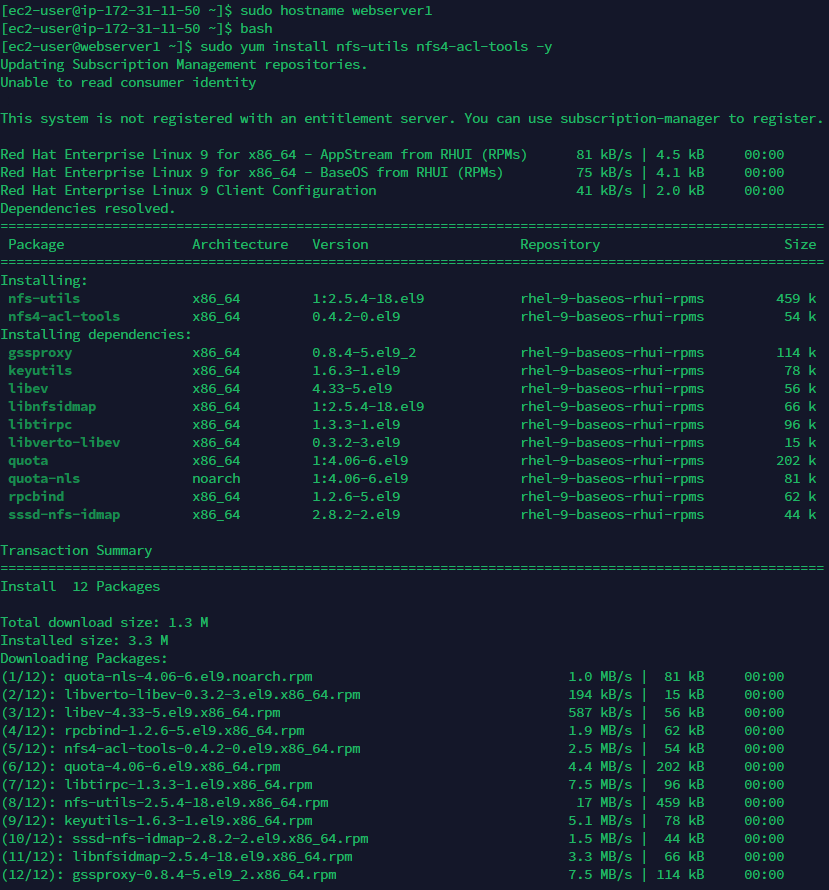 [ec2-user@ip-172-31-11-50 ~]$ sudo hostname webserver1
[ec2-user@ip-172-31-11-50 ~]$ bash
[ec2-user@webserver1 ~]$ sudo yum install nfs-utils nfs4-acl-tools -y
Updating Subscription Management repositories.
Unable to read consumer identity

This system is not registered with an entitlement server. You can use subscription-manager to register.

Red Hat Enterprise Linux 9 for x86_64 - AppStream from RHUI (RPMs)      81 kB/s | 4.5 kB     00:00
Red Hat Enterprise Linux 9 for x86_64 - BaseOS from RHUI (RPMs)         75 kB/s | 4.1 kB     00:00
Red Hat Enterprise Linux 9 Client Configuration                         41 kB/s | 2.0 kB     00:00
Dependencies resolved.
=======================================================================================================
 Package                Architecture   Version                   Repository                       Size
=======================================================================================================
Installing:
 nfs-utils              x86_64         1:2.5.4-18.el9            rhel-9-baseos-rhui-rpms         459 k
 nfs4-acl-tools         x86_64         0.4.2-0.el9               rhel-9-baseos-rhui-rpms          54 k
Installing dependencies:
 gssproxy               x86_64         0.8.4-5.el9_2             rhel-9-baseos-rhui-rpms         114 k
 keyutils               x86_64         1.6.3-1.el9               rhel-9-baseos-rhui-rpms          78 k
 libev                  x86_64         4.33-5.el9                rhel-9-baseos-rhui-rpms          56 k
 libnfsidmap            x86_64         1:2.5.4-18.el9            rhel-9-baseos-rhui-rpms          66 k
 libtirpc               x86_64         1.3.3-1.el9               rhel-9-baseos-rhui-rpms          96 k
 libverto-libev         x86_64         0.3.2-3.el9               rhel-9-baseos-rhui-rpms          15 k
 quota                  x86_64         1:4.06-6.el9              rhel-9-baseos-rhui-rpms         202 k
 quota-nls              noarch         1:4.06-6.el9              rhel-9-baseos-rhui-rpms          81 k
 rpcbind                x86_64         1.2.6-5.el9               rhel-9-baseos-rhui-rpms          62 k
 sssd-nfs-idmap         x86_64         2.8.2-2.el9               rhel-9-baseos-rhui-rpms          44 k

Transaction Summary
=======================================================================================================
Install  12 Packages

Total download size: 1.3 M
Installed size: 3.3 M
Downloading Packages:
(1/12): quota-nls-4.06-6.el9.noarch.rpm                                1.0 MB/s |  81 kB     00:00
(2/12): libverto-libev-0.3.2-3.el9.x86_64.rpm                          194 kB/s |  15 kB     00:00
(3/12): libev-4.33-5.el9.x86_64.rpm                                    587 kB/s |  56 kB     00:00
(4/12): rpcbind-1.2.6-5.el9.x86_64.rpm                                 1.9 MB/s |  62 kB     00:00
(5/12): nfs4-acl-tools-0.4.2-0.el9.x86_64.rpm                          2.5 MB/s |  54 kB     00:00
(6/12): quota-4.06-6.el9.x86_64.rpm                                    4.4 MB/s | 202 kB     00:00
(7/12): libtirpc-1.3.3-1.el9.x86_64.rpm                                7.5 MB/s |  96 kB     00:00
(8/12): nfs-utils-2.5.4-18.el9.x86_64.rpm                               17 MB/s | 459 kB     00:00
(9/12): keyutils-1.6.3-1.el9.x86_64.rpm                                5.1 MB/s |  78 kB     00:00
(10/12): sssd-nfs-idmap-2.8.2-2.el9.x86_64.rpm                         1.5 MB/s |  44 kB     00:00
(11/12): libnfsidmap-2.5.4-18.el9.x86_64.rpm                           3.3 MB/s |  66 kB     00:00
(12/12): gssproxy-0.8.4-5.el9_2.x86_64.rpm                             7.5 MB/s | 114 kB     00:00